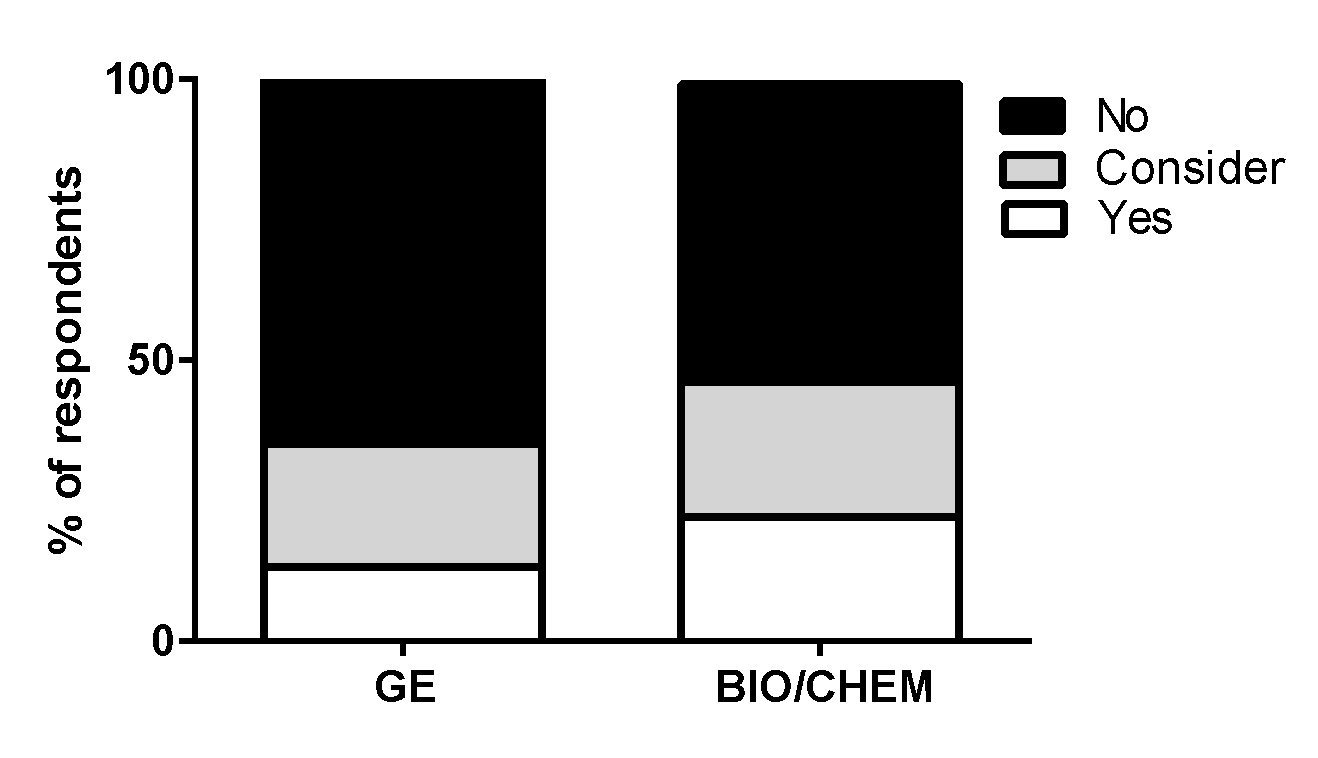 % of respondents
100
50
0
GE
BIO/CHEM
No
Consider
Yes